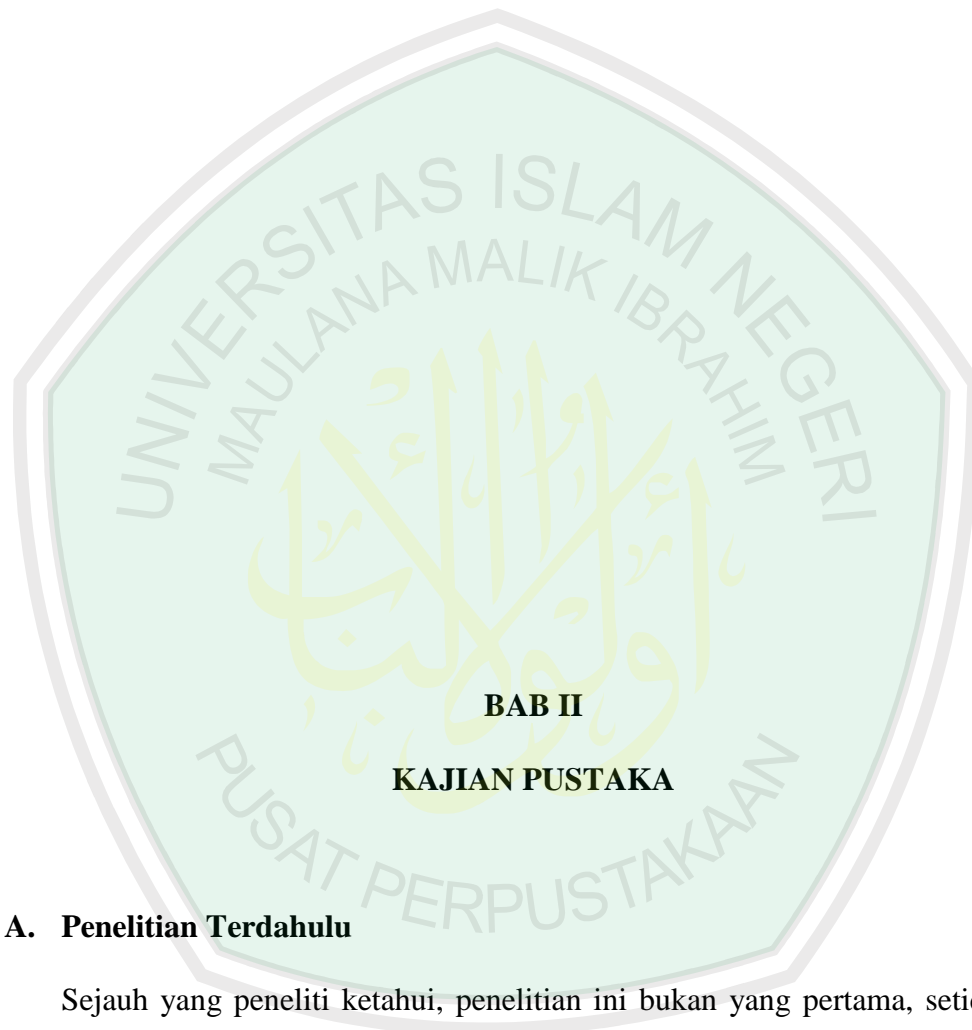 UNIVERSITAS ISLAM NEGERI
MAULANA MALIK IBRAHIM
BAB II
KAJIAN PUSTAKA
PUSAT PERPUSTAKAAN
A. Penelitian Terdahulu
Sejauh yang peneliti ketahui, penelitian ini bukan yang pertama,